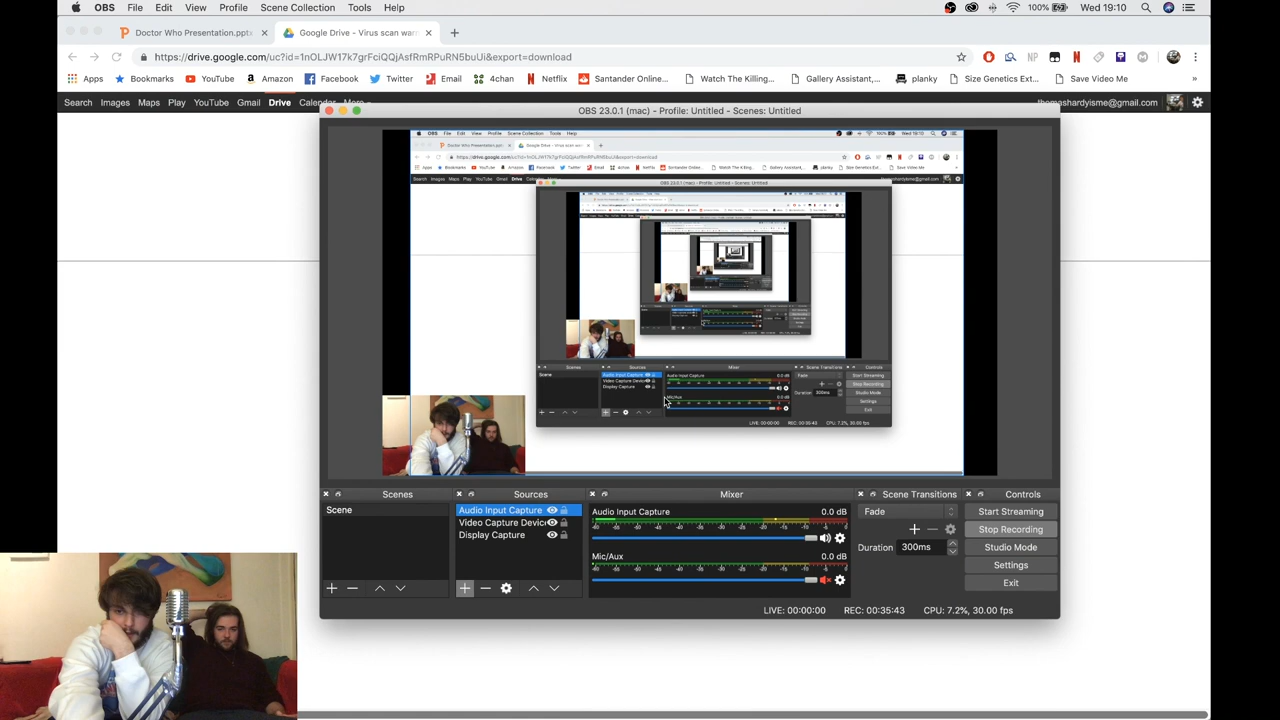 OBS File Edit View Profile Scene Collection Tools Help 100% Wed 19:10
Doctor Who Presentation.pptx Google Drive - Virus scan warn
https://drive.google.com/uc?id=1nOLJW17k7grFciQQjAsfRmRPuRN5buUi&export=download
Apps Bookmarks YouTube Amazon Facebook Twitter Email 4chan Netflix Santander Online... Watch The Killing... Gallery Assistant,... planky Size Genetics Ext... Save Video Me
Search Images Maps Play YouTube Gmail Drive Calendar More thomashardyisme@gmail.com
OBS 23.0.1 (mac) - Profile: Untitled - Scenes: Untitled
Scenes Sources Mixer Scene Transitions Controls
Scene Audio Input Capture Audio Input Capture 0.0 dB Fade Start Streaming
Video Capture Device Stop Recording
Display Capture Duration 300ms Studio Mode
Mic/Aux 0.0 dB Settings
Exit
LIVE: 00:00:00 REC: 00:35:43 CPU: 7.2%, 30.00 fps